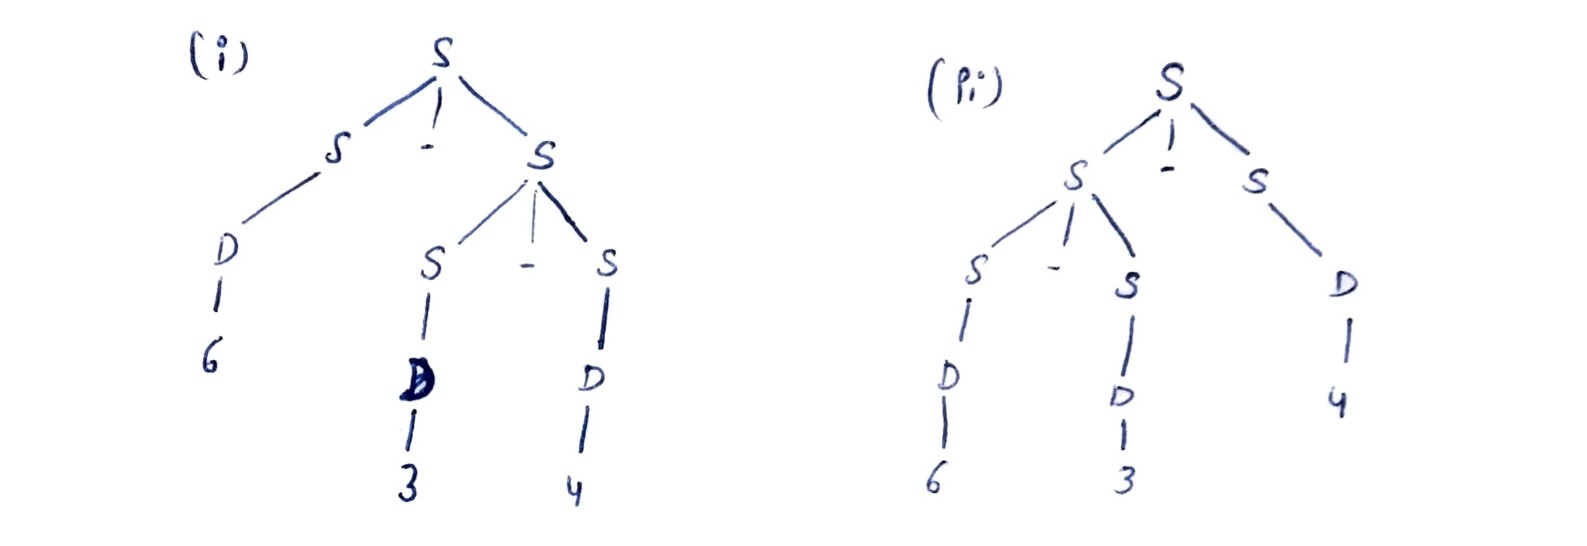 (i)
S
S - S
D S - S
6 D D
3 4
(ii)
S
S - S
S - S D
D D 4
6 3